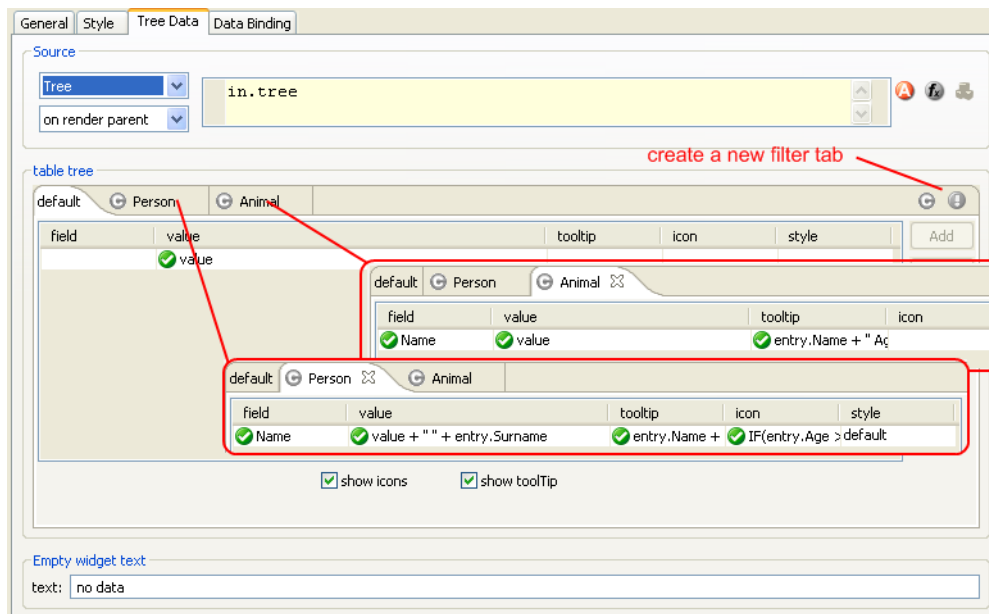 General Style Tree Data Data Binding
Source
Tree
in.tree
on render parent
create a new filter tab
table tree
default Person Animal
field value tooltip icon style Add
value
default Person Animal
field value tooltip icon
Name value entry.Name + " Ag
default Person Animal
field value tooltip icon style
Name value + " " + entry.Surname entry.Name + IF(entry.Age > default
show icons show toolTip
Empty widget text
text: no data